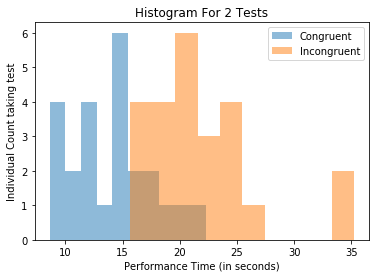 Histogram For 2 Tests
Congruent
Incongruent
Individual Count taking test
6
5
4
3
2
1
0
10 15 20 25 30 35
Performance Time (in seconds)